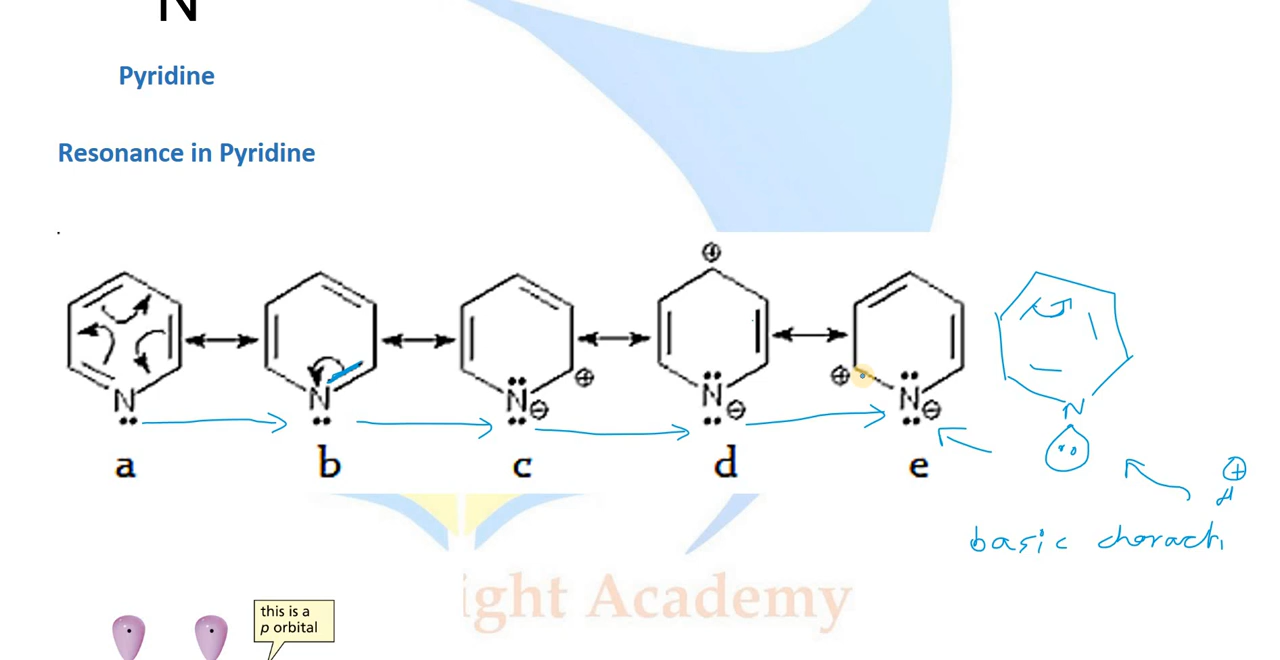 N
Pyridine
Resonance in Pyridine
N N N⊖ N⊖ N⊖ N
⊕ ⊕ ⊕ ⊕
a b c d e
H
basic charact
ight Academy
this is a
p orbital